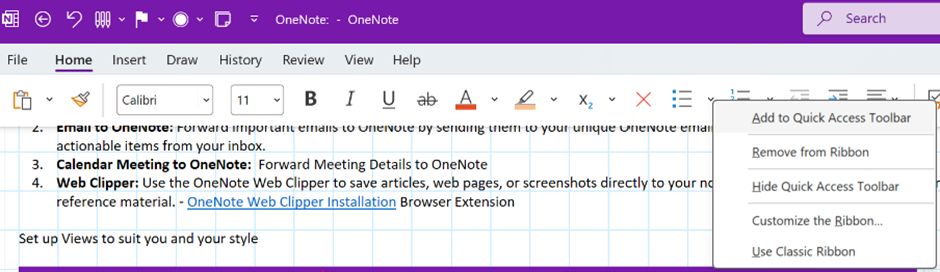 OneNote: - OneNote
Search
File Home Insert Draw History Review View Help
Calibri 11 B I U ab A X2
2. Email to OneNote: Forward important emails to OneNote by sending them to your unique OneNote email
actionable items from your inbox.
3. Calendar Meeting to OneNote: Forward Meeting Details to OneNote
4. Web Clipper: Use the OneNote Web Clipper to save articles, web pages, or screenshots directly to your
reference material. - OneNote Web Clipper Installation Browser Extension
Set up Views to suit you and your style
Add to Quick Access Toolbar
Remove from Ribbon
Hide Quick Access Toolbar
Customize the Ribbon...
Use Classic Ribbon